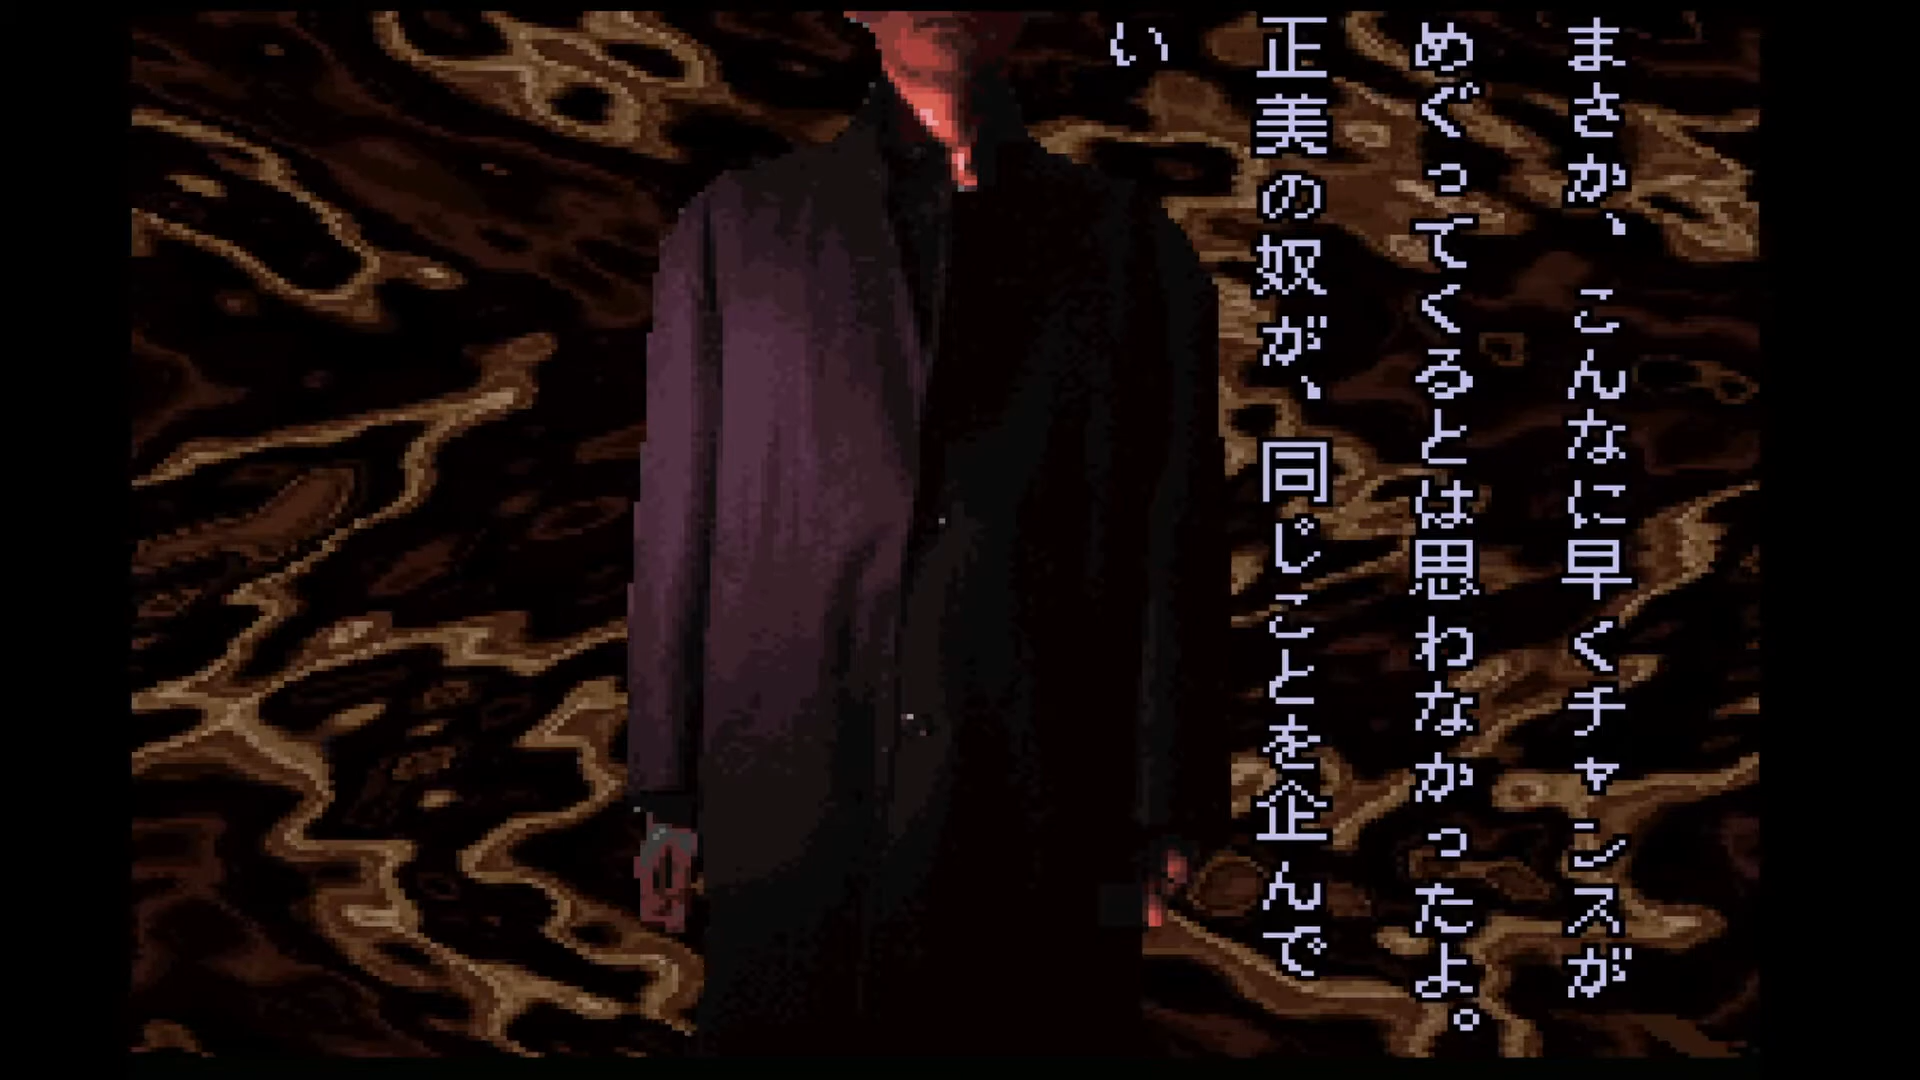 まさか、こんなに早くチャンスが
めぐってくるとは思わなかったよ。
正美の奴が、同じことを企んで
い